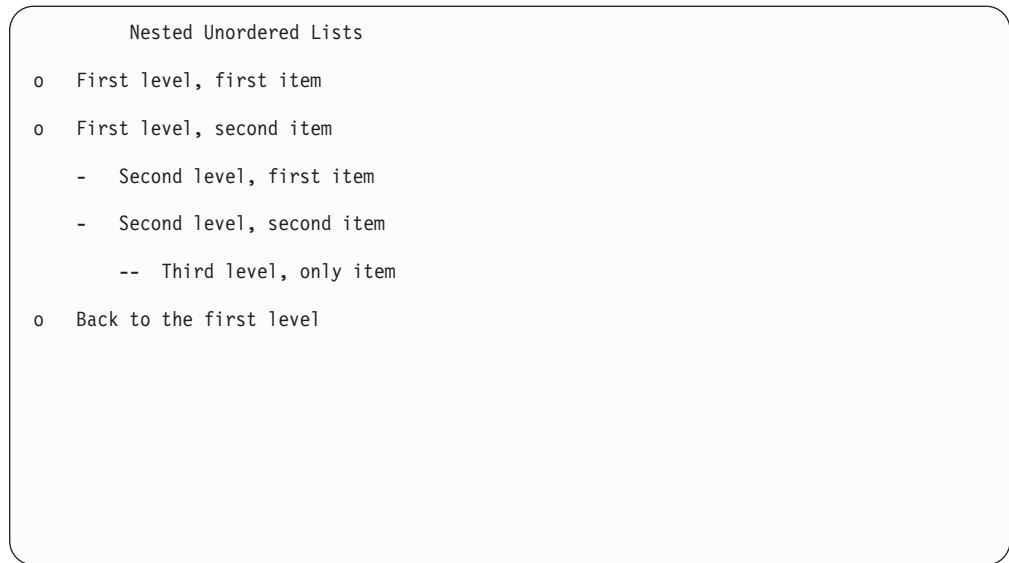 Nested Unordered Lists
o First level, first item
o First level, second item
- Second level, first item
- Second level, second item
-- Third level, only item
o Back to the first level